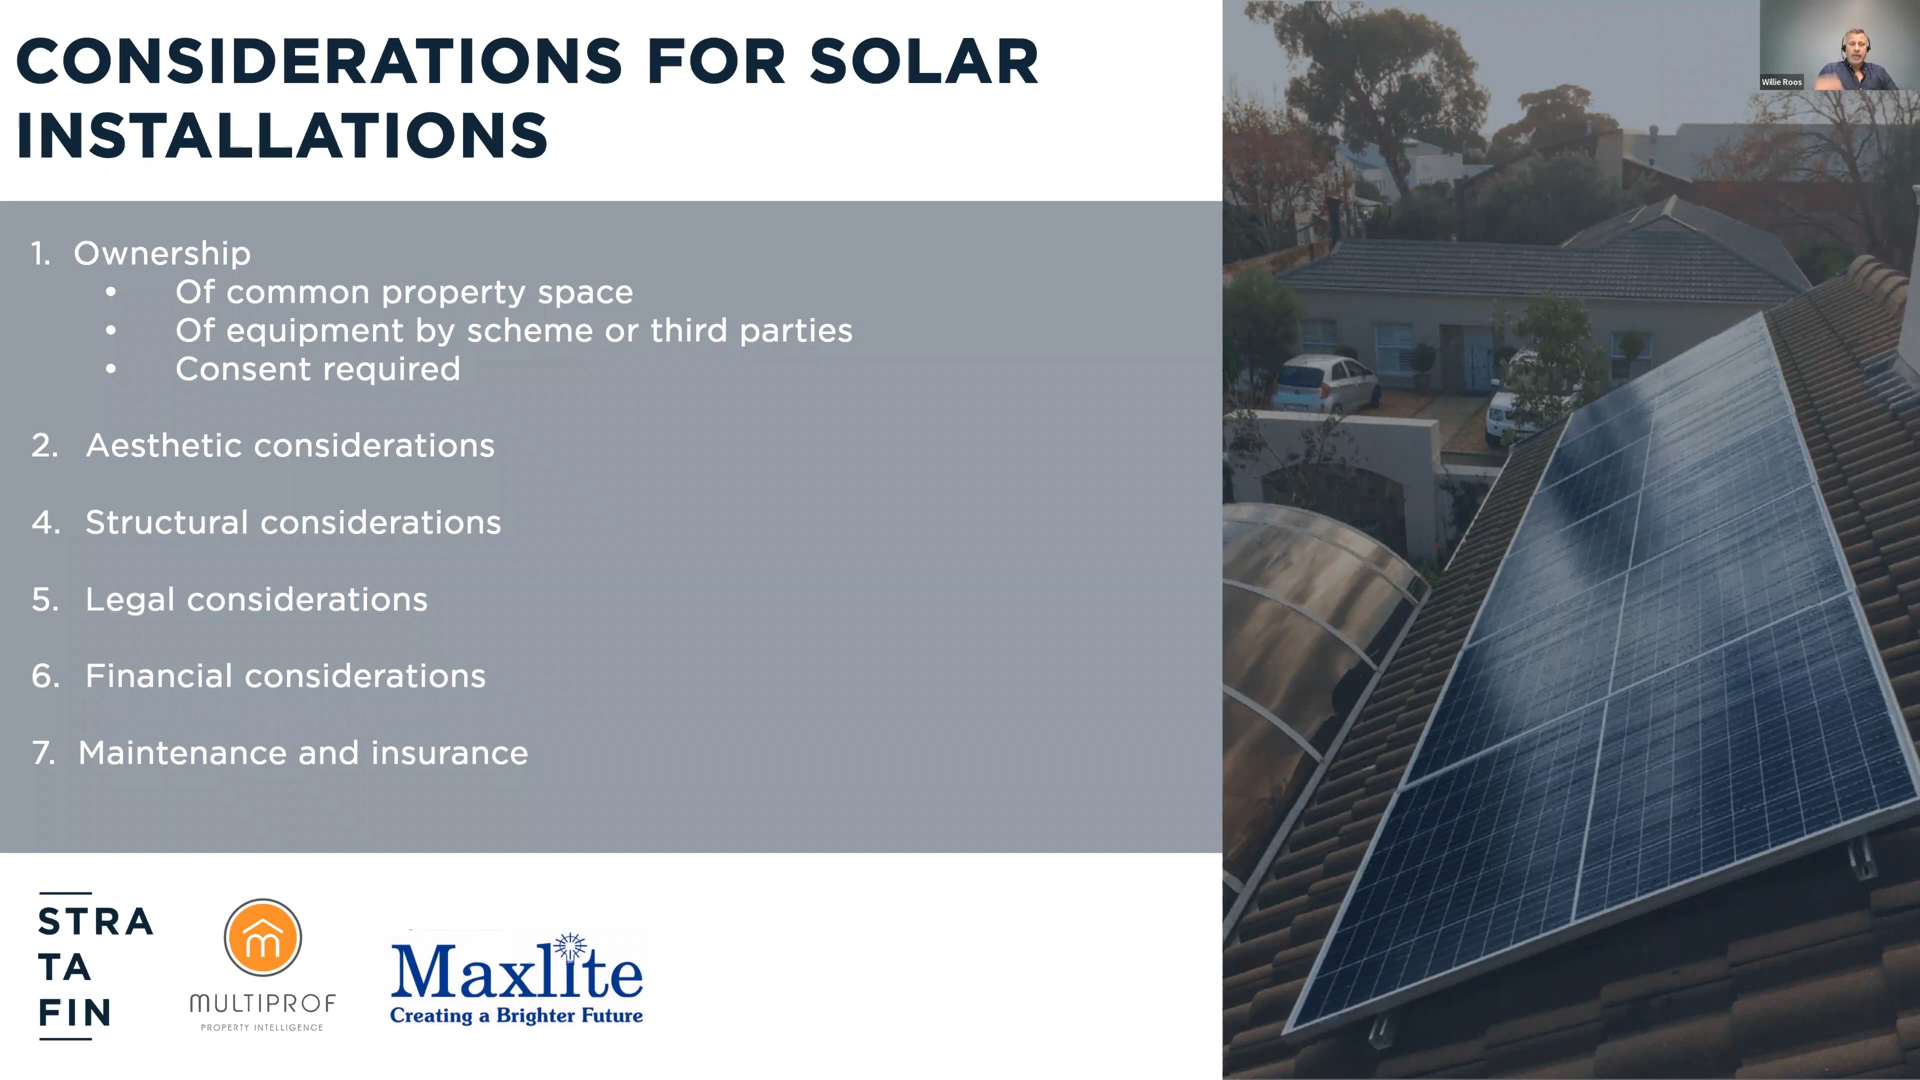 CONSIDERATIONS FOR SOLAR
INSTALLATIONS
Willie Roos
1. Ownership
• Of common property space
• Of equipment by scheme or third parties
• Consent required
2. Aesthetic considerations
4. Structural considerations
5. Legal considerations
6. Financial considerations
7. Maintenance and insurance
STRA
TA
FIN
m
MULTIPROF
PROPERTY INTELLIGENCE
Maxlite
Creating a Brighter Future